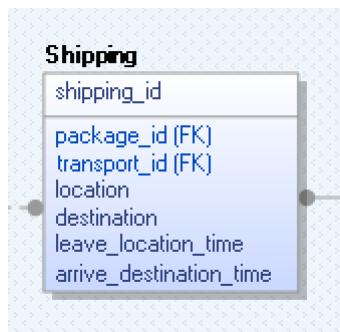 Shipping
shipping_id
package_id (FK)
transport_id (FK)
location
destination
leave_location_time
arrive_destination_time